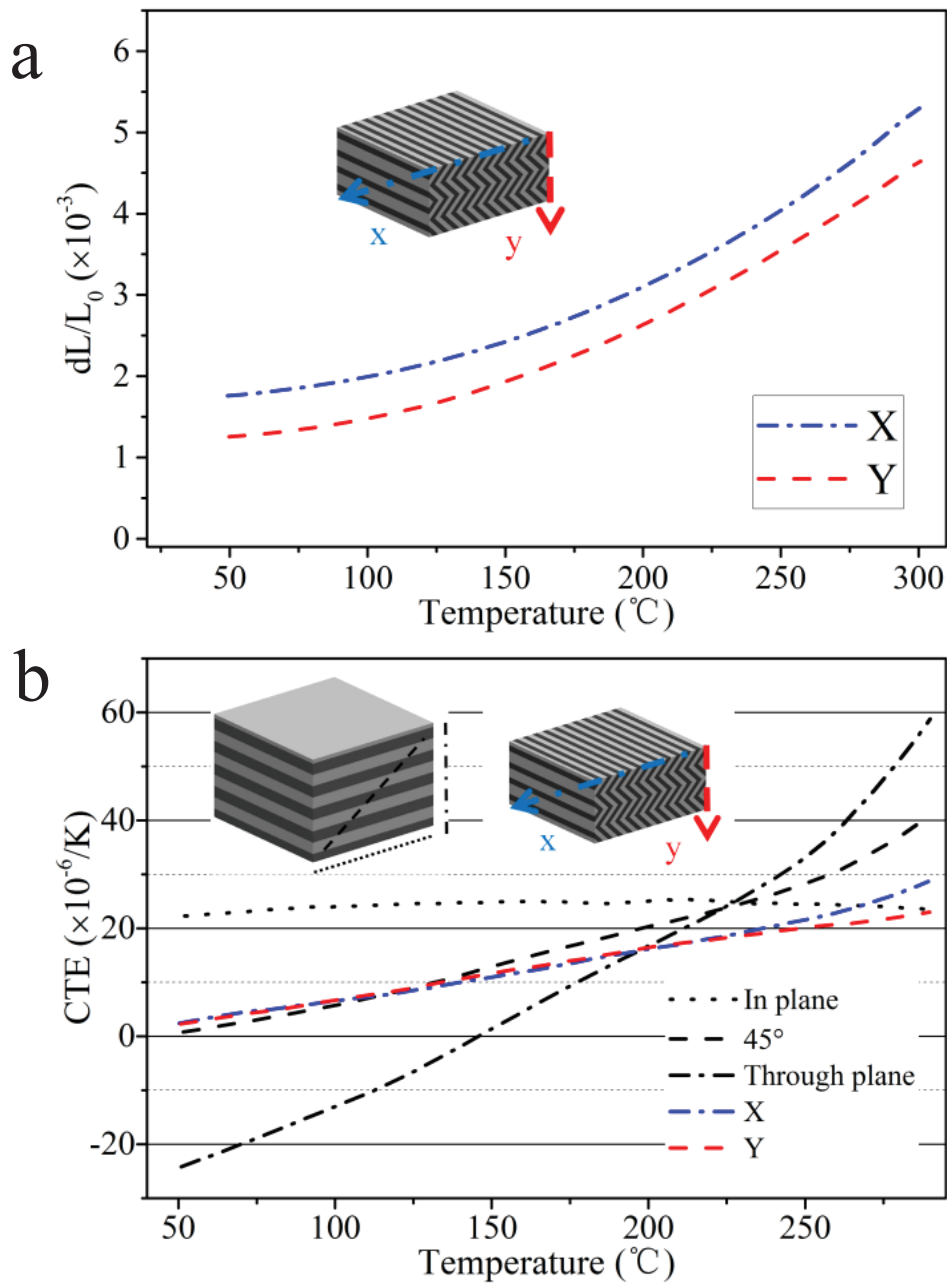 a
6
5
4
3
2
1
0
dL/L₀ (×10⁻³)
x
y
X
Y
50 100 150 200 250 300
Temperature (℃)
b
60
40
20
0
-20
CTE (×10⁻⁶/K)
x
y
In plane
45°
Through plane
X
Y
50 100 150 200 250
Temperature (℃)